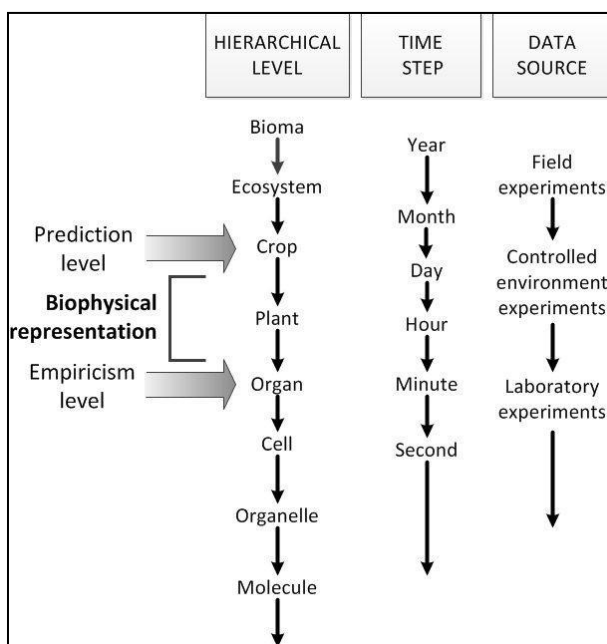 HIERARCHICAL
LEVEL
TIME
STEP
DATA
SOURCE
Bioma
Ecosystem
Crop
Plant
Organ
Cell
Organelle
Molecule
Prediction
level
Biophysical
representation
Empiricism
level
Year
Month
Day
Hour
Minute
Second
Field
experiments
Controlled
environment
experiments
Laboratory
experiments